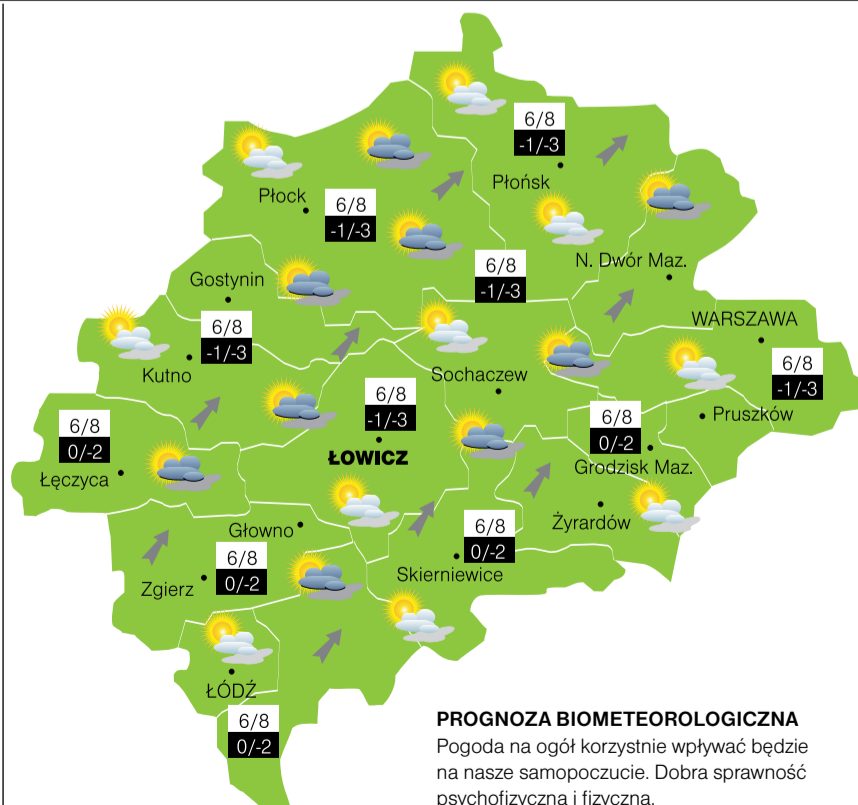 6/8
-1/-3
Płońsk
Płock
6/8
-1/-3
N. Dwór Maz.
6/8
-1/-3
Gostynin
WARSZAWA
6/8
-1/-3
Kutno
6/8
-1/-3
Sochaczew
6/8
-1/-3
ŁOWICZ
Pruszków
6/8
0/-2
Grodzisk Maz.
6/8
0/-2
Łęczyca
Żyrardów
Głowno
6/8
0/-2
Skierniewice
6/8
0/-2
Zgierz
ŁÓDŹ
6/8
0/-2
PROGNOZA BIOMETEOROLOGICZNA
Pogoda na ogół korzystnie wpływać będzie
na nasze samopoczucie. Dobra sprawność
psychofizyczna i fizyczna.